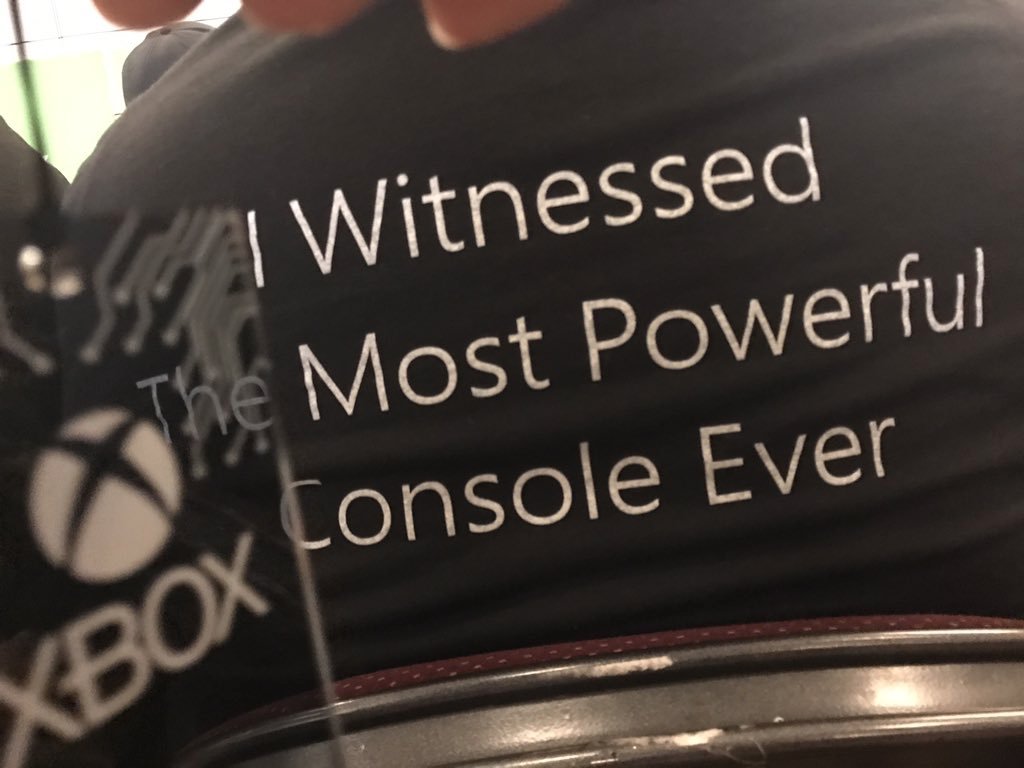 I Witnessed
The Most Powerful
Console Ever
XBOX